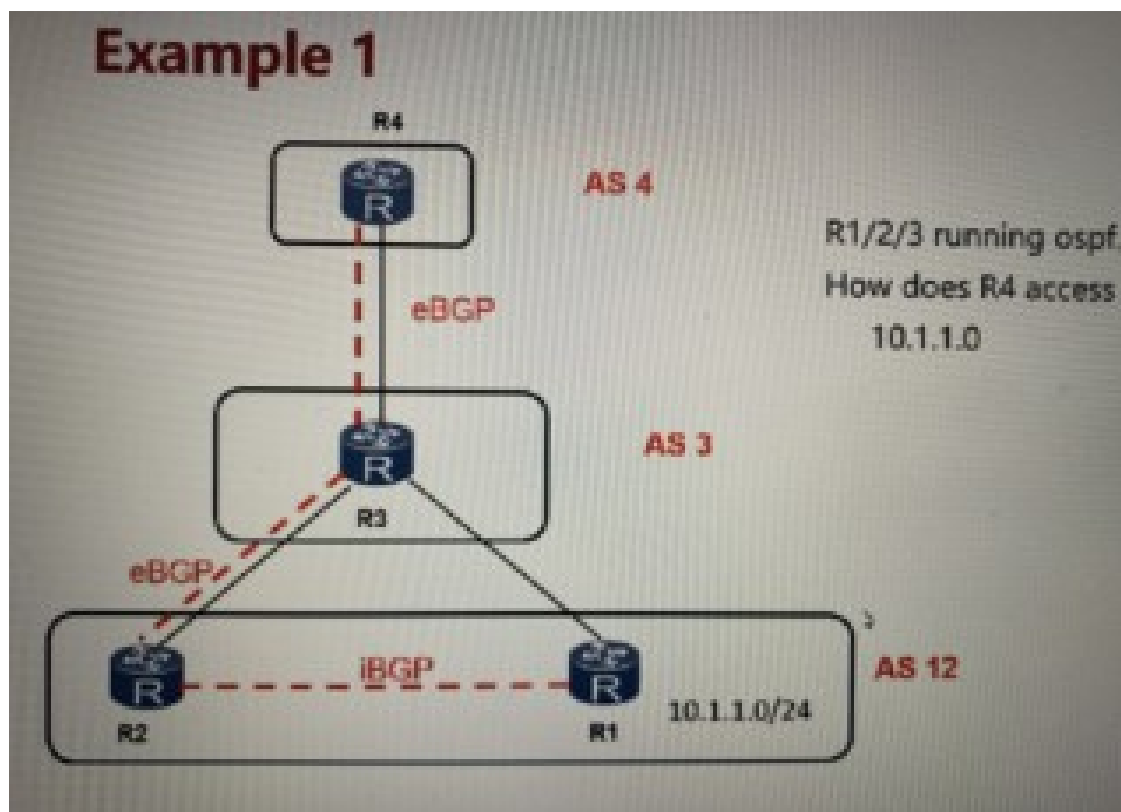 Example 1
R4
R
AS 4
R1/2/3 running ospf.
How does R4 access
10.1.1.0
eBGP
AS 3
R
R3
eBGP
iBGP
AS 12
R
R
10.1.1.0/24
R2
R1